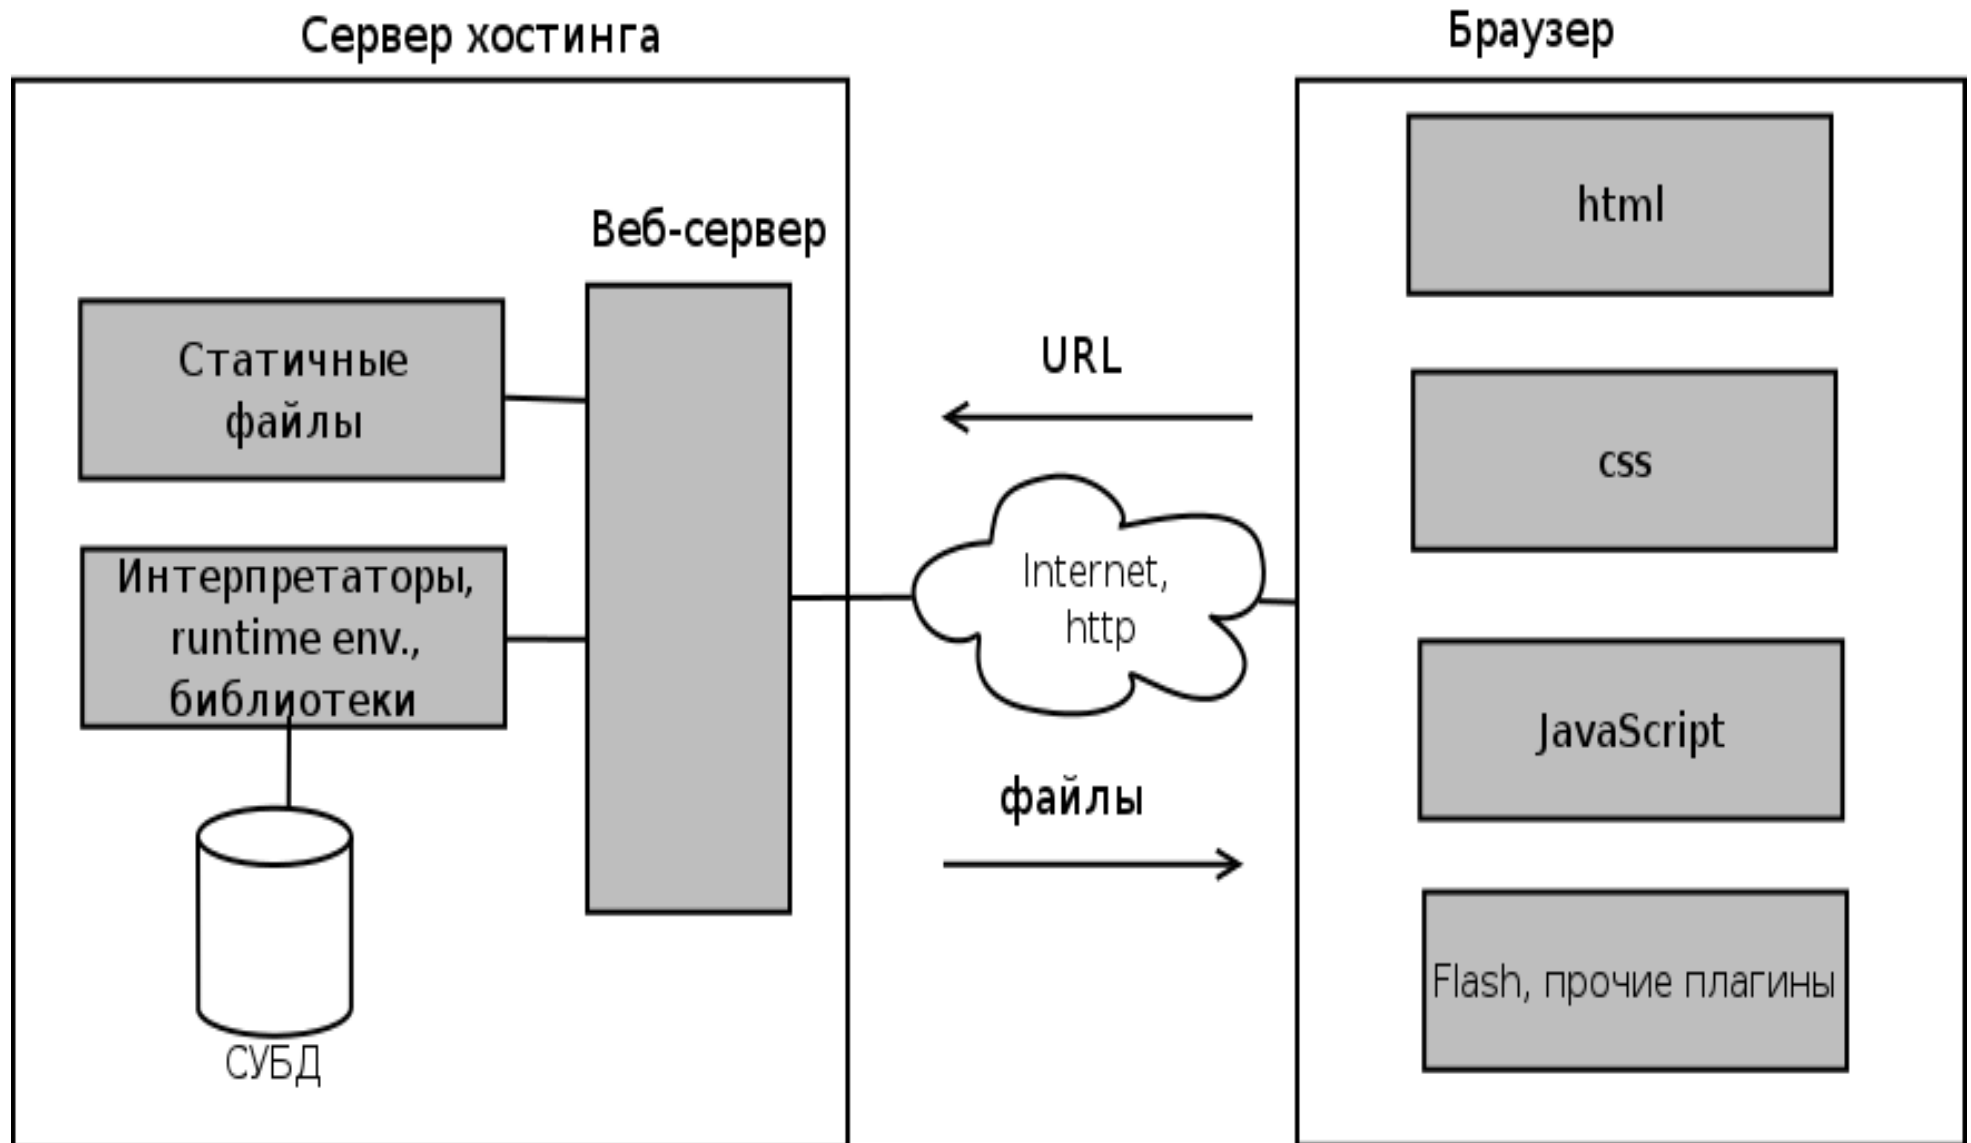 Сервер хостинга
Браузер
Веб-сервер
Статичные
файлы
Интерпретаторы,
runtime env.,
библиотеки
СУБД
URL
Internet,
http
файлы
html
css
JavaScript
Flash, прочие плагины